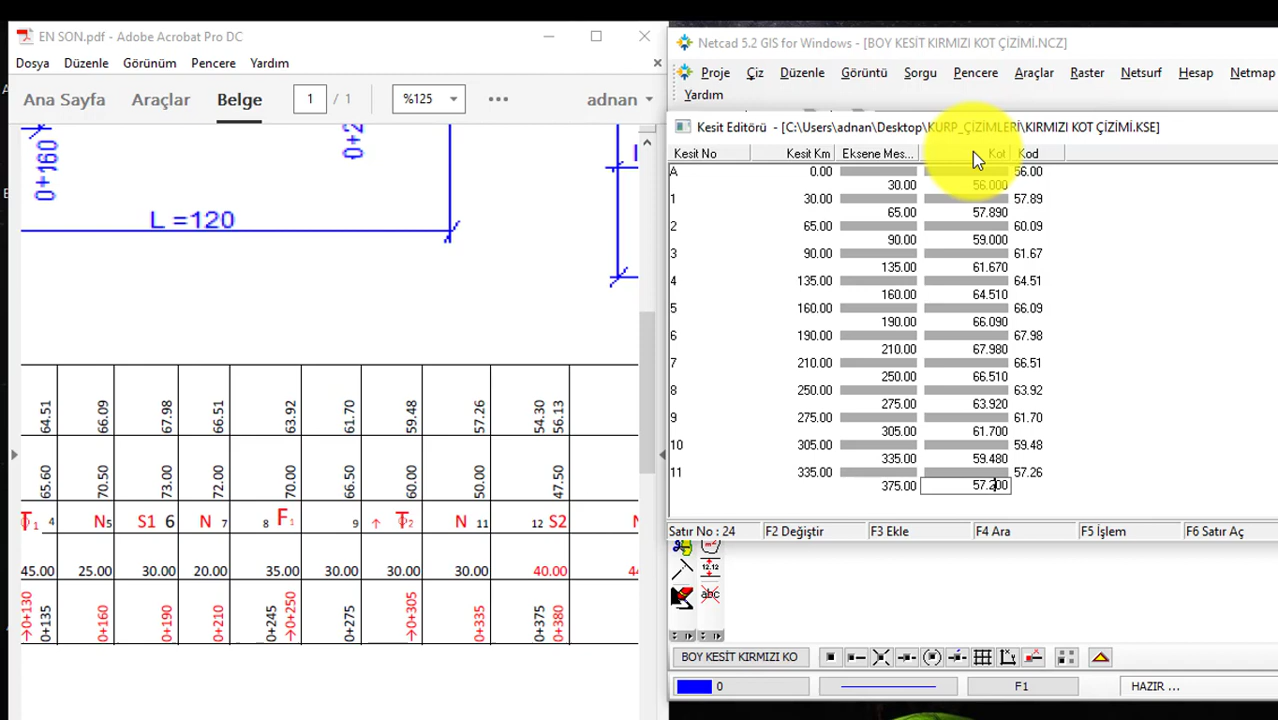 EN SON.pdf - Adobe Acrobat Pro DC
Dosya Düzenle Görünüm Pencere Yardım
Ana Sayfa Araçlar Belge 1 / 1 %125 adnan
0+160
0+2
L =120
64.51 66.09 67.98 66.51 63.92 61.70 59.48 57.26 54.30 56.13
65.60 70.50 73.00 72.00 70.00 66.50 60.00 50.00 47.50
T1 4 N5 S1 6 N 7 8 F1 9 ↑ T2 N 11 12 S2
45.00 25.00 30.00 20.00 35.00 30.00 30.00 30.00 40.00 44
→0+130 0+135 0+160 0+190 0+210 0+245 →0+250 0+275 →0+305 0+335 0+375 0+380
Netcad 5.2 GIS for Windows - [BOY KESİT KIRMIZI KOT ÇİZİMİ.NCZ]
Proje Çiz Düzenle Görüntü Sorgu Pencere Araçlar Raster Netsurf Hesap Netmap
Yardım
Kesit Editörü - [C:\Users\adnan\Desktop\KURP_ÇİZİMLERİ\KIRMIZI KOT ÇİZİMİ.KSE]
Kesit No Kesit Km Eksene Mes... Kot Kod
A 0.00 56.00
30.00 56.000
1 30.00 57.89
65.00 57.890
2 65.00 60.09
90.00 59.000
3 90.00 61.67
135.00 61.670
4 135.00 64.51
160.00 64.510
5 160.00 66.09
190.00 66.090
6 190.00 67.98
210.00 67.980
7 210.00 66.51
250.00 66.510
8 250.00 63.92
275.00 63.920
9 275.00 61.70
305.00 61.700
10 305.00 59.48
335.00 59.480
11 335.00 57.26
375.00 57.200
Satır No : 24 F2 Değiştir F3 Ekle F4 Ara F5 İşlem F6 Satır Aç
m²
12.12
abc
BOY KESİT KIRMIZI KO
0 F1 HAZIR ...